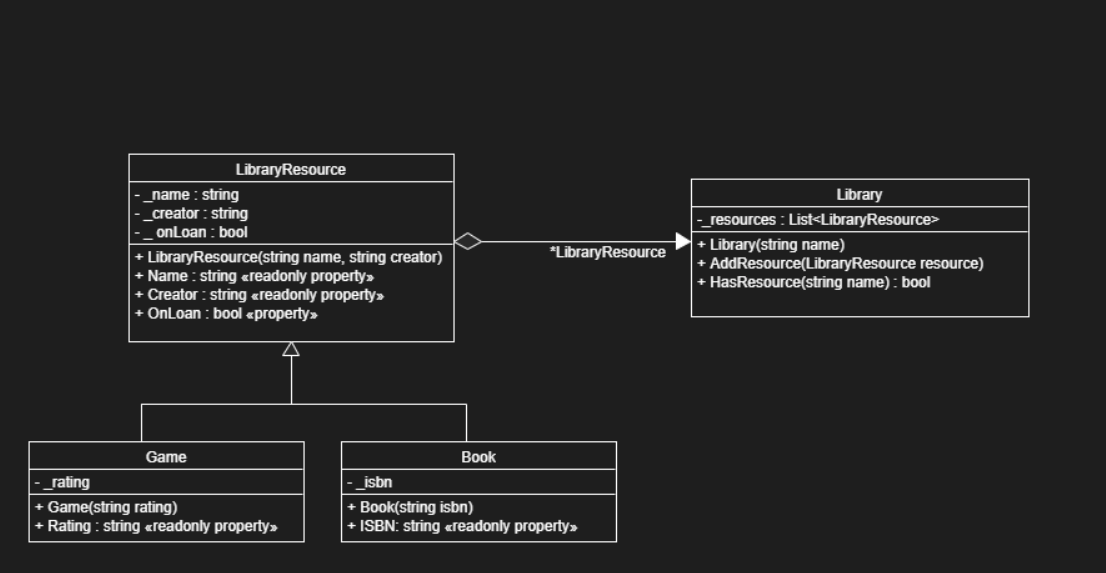 LibraryResource
- _name : string
- _creator : string
- _ onLoan : bool
+ LibraryResource(string name, string creator)
+ Name : string «readonly property»
+ Creator : string «readonly property»
+ OnLoan : bool «property»
*LibraryResource
Library
-_resources : List<LibraryResource>
+ Library(string name)
+ AddResource(LibraryResource resource)
+ HasResource(string name) : bool
Game
- _rating
+ Game(string rating)
+ Rating : string «readonly property»
Book
- _isbn
+ Book(string isbn)
+ ISBN: string «readonly property»